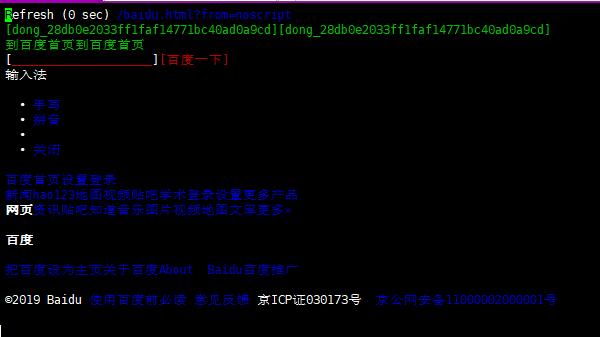 Refresh (0 sec) /baidu.html?from=noscript
[dong_28db0e2033ff1faf14771bc40ad0a9cd][dong_28db0e2033ff1faf14771bc40ad0a9cd]
到百度首页到百度首页
[____________________][百度一下]
输入法
• 手写
• 拼音
•
• 关闭
百度首页设置登录
新闻hao123地图视频贴吧学术登录设置更多产品
网页资讯贴吧知道音乐图片视频地图文库更多»
百度
把百度设为主页关于百度About  Baidu百度推广
©2019 Baidu 使用百度前必读 意见反馈 京ICP证030173号  京公网安备11000002000001号